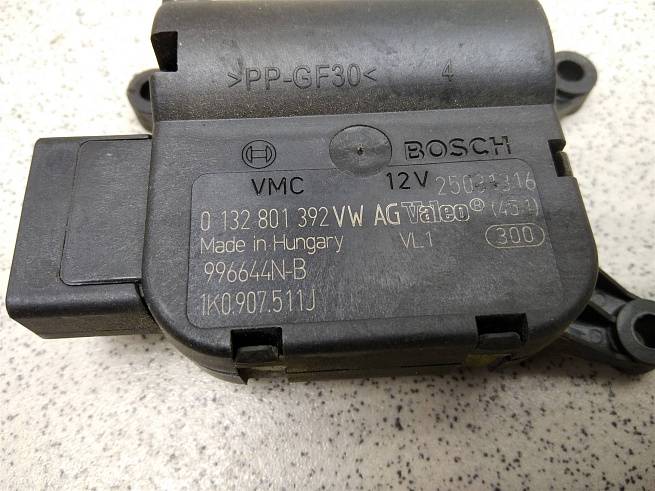 >PP-GF30< 4
BOSCH
VMC 12V
0 132 801 392 VW AG Valeo®
Made in Hungary VL1 300
996644N-B
1K0.907.511J